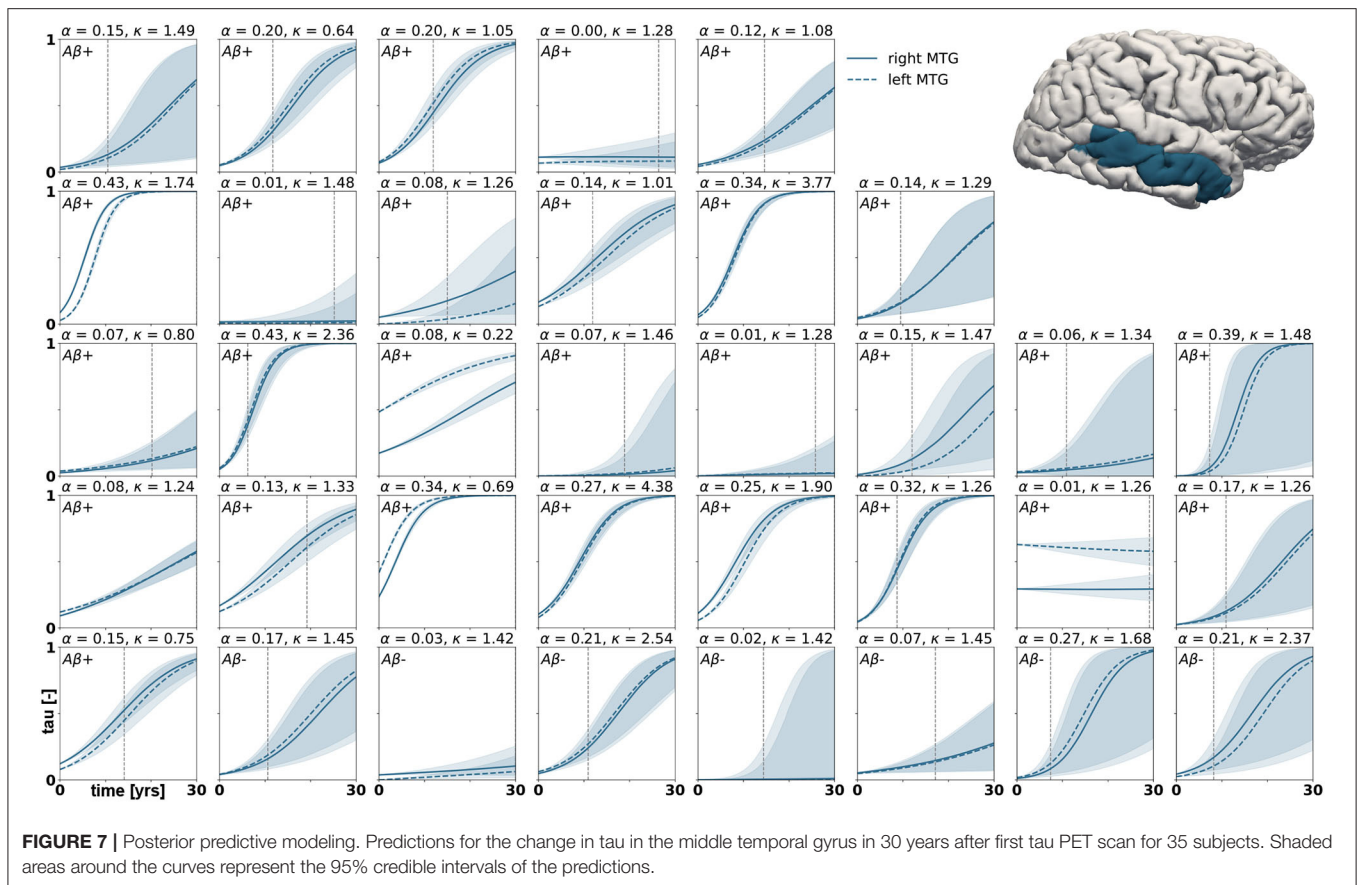 α = 0.15, κ = 1.49 α = 0.20, κ = 0.64 α = 0.20, κ = 1.05 α = 0.00, κ = 1.28 α = 0.12, κ = 1.08
1 Aβ+ Aβ+ Aβ+ Aβ+ Aβ+
right MTG
left MTG
0
α = 0.43, κ = 1.74 α = 0.01, κ = 1.48 α = 0.08, κ = 1.26 α = 0.14, κ = 1.01 α = 0.34, κ = 3.77 α = 0.14, κ = 1.29
1 Aβ+ Aβ+ Aβ+ Aβ+ Aβ+ Aβ+
0
α = 0.07, κ = 0.80 α = 0.43, κ = 2.36 α = 0.08, κ = 0.22 α = 0.07, κ = 1.46 α = 0.01, κ = 1.28 α = 0.15, κ = 1.47 α = 0.06, κ = 1.34 α = 0.39, κ = 1.48
1 Aβ+ Aβ+ Aβ+ Aβ+ Aβ+ Aβ+ Aβ+ Aβ+
0
α = 0.08, κ = 1.24 α = 0.13, κ = 1.33 α = 0.34, κ = 0.69 α = 0.27, κ = 4.38 α = 0.25, κ = 1.90 α = 0.32, κ = 1.26 α = 0.01, κ = 1.26 α = 0.17, κ = 1.26
1 Aβ+ Aβ+ Aβ+ Aβ+ Aβ+ Aβ+ Aβ+ Aβ+
0
α = 0.15, κ = 0.75 α = 0.17, κ = 1.45 α = 0.03, κ = 1.42 α = 0.21, κ = 2.54 α = 0.02, κ = 1.42 α = 0.07, κ = 1.45 α = 0.27, κ = 1.68 α = 0.21, κ = 2.37
1 Aβ+ Aβ- Aβ- Aβ- Aβ- Aβ- Aβ- Aβ-
tau [-]
0
0 time [yrs] 30 0 30 0 30 0 30 0 30 0 30 0 30 0 30
FIGURE 7 | Posterior predictive modeling. Predictions for the change in tau in the middle temporal gyrus in 30 years after first tau PET scan for 35 subjects. Shaded
areas around the curves represent the 95% credible intervals of the predictions.